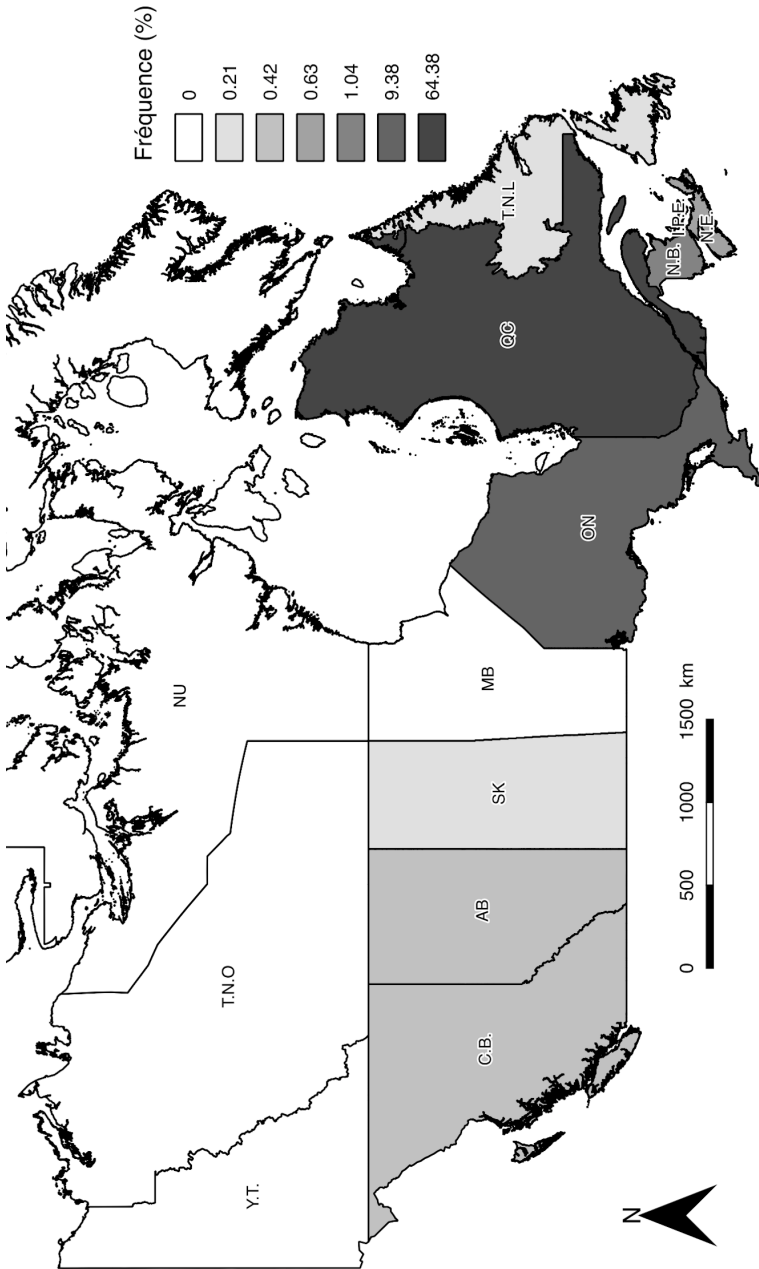 Fréquence (%)
0
0.21
0.42
0.63
1.04
9.38
64.38
Y.T.
T.N.O
NU
C.B.
AB
SK
MB
ON
QC
T.N.L
N.B.
I.P.E.
N.E.
N
0 500 1000 1500 km